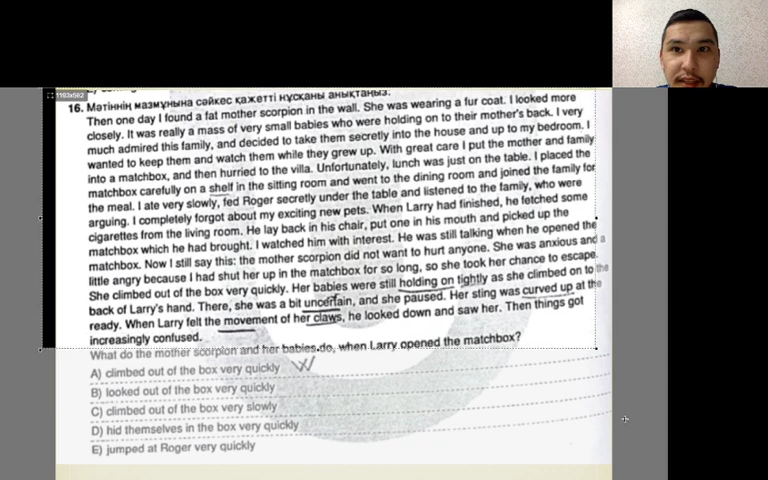 1193x502
16. Мәтіннің мазмұнына сәйкес қажетті нұсқаны анықтаңыз.
Then one day I found a fat mother scorpion in the wall. She was wearing a fur coat. I looked more
closely. It was really a mass of very small babies who were holding on to their mother's back. I very
much admired this family, and decided to take them secretly into the house and up to my bedroom. I
wanted to keep them and watch them while they grew up. With great care I put the mother and family
into a matchbox, and then hurried to the villa. Unfortunately, lunch was just on the table. I placed the
matchbox carefully on a shelf in the sitting room and went to the dining room and joined the family for
the meal. I ate very slowly, fed Roger secretly under the table and listened to the family, who were
arguing. I completely forgot about my exciting new pets. When Larry had finished, he fetched some
cigarettes from the living room. He lay back in his chair, put one in his mouth and picked up the
matchbox which he had brought. I watched him with interest. He was still talking when he opened the
matchbox. Now I still say this: the mother scorpion did not want to hurt anyone. She was anxious and a
little angry because I had shut her up in the matchbox for so long, so she took her chance to escape.
She climbed out of the box very quickly. Her babies were still holding on tightly as she climbed on to the
back of Larry's hand. There, she was a bit uncertain, and she paused. Her sting was curved up at the
ready. When Larry felt the movement of her claws, he looked down and saw her. Then things got
increasingly confused.
What do the mother scorpion and her babies do, when Larry opened the matchbox?
A) climbed out of the box very quickly
B) looked out of the box very quickly
C) climbed out of the box very slowly
D) hid themselves in the box very quickly
E) jumped at Roger very quickly